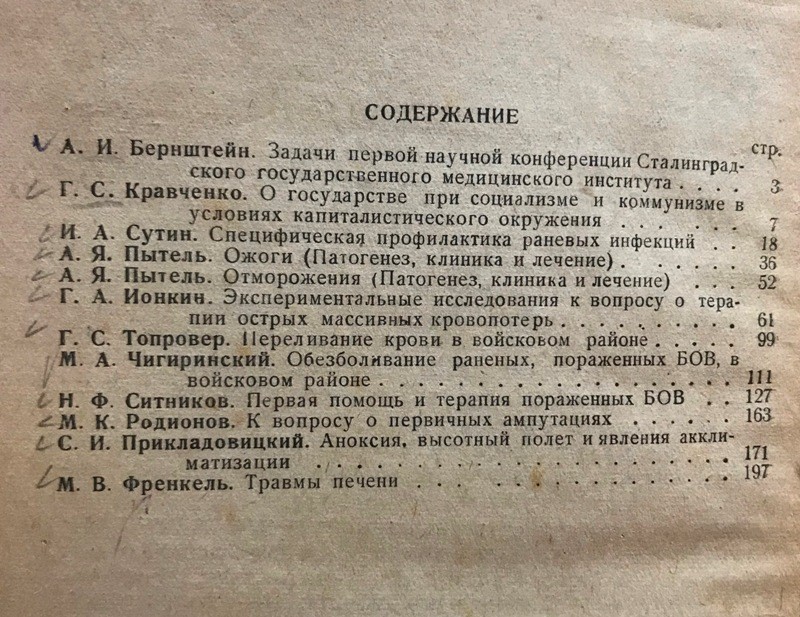 СОДЕРЖАНИЕ
стр.
А. И. Бернштейн. Задачи первой научной конференции Сталинград-
ского государственного медицинского института . . . . 3
Г. С. Кравченко. О государстве при социализме и коммунизме в
условиях капиталистического окружения . . . . . . 7
И. А. Сутин. Специфическая профилактика раневых инфекций . . 18
А. Я. Пытель. Ожоги (Патогенез, клиника и лечение) . . . . . . . 36
А. Я. Пытель. Отморожения (Патогенез, клиника и лечение) . . . . 52
Г. А. Ионкин. Экспериментальные исследования к вопросу о тера-
пии острых массивных кровопотерь . . . . . . . . . . 61
Г. С. Топровер. Переливание крови в войсковом районе . . . . 99
М. А. Чигиринский. Обезболивание раненых, пораженных БОВ, в
войсковом районе . . . . . . . . . . . . . . . . . 111
Н. Ф. Ситников. Первая помощь и терапия пораженных БОВ . . 127
М. К. Родионов. К вопросу о первичных ампутациях . . . . . . 163
С. И. Прикладовицкий. Аноксия, высотный полет и явления аккли-
матизации . . . . . . . . . . . . . . . . . . . . 171
М. В. Френкель. Травмы печени . . . . . . . . . . . . . . . 197